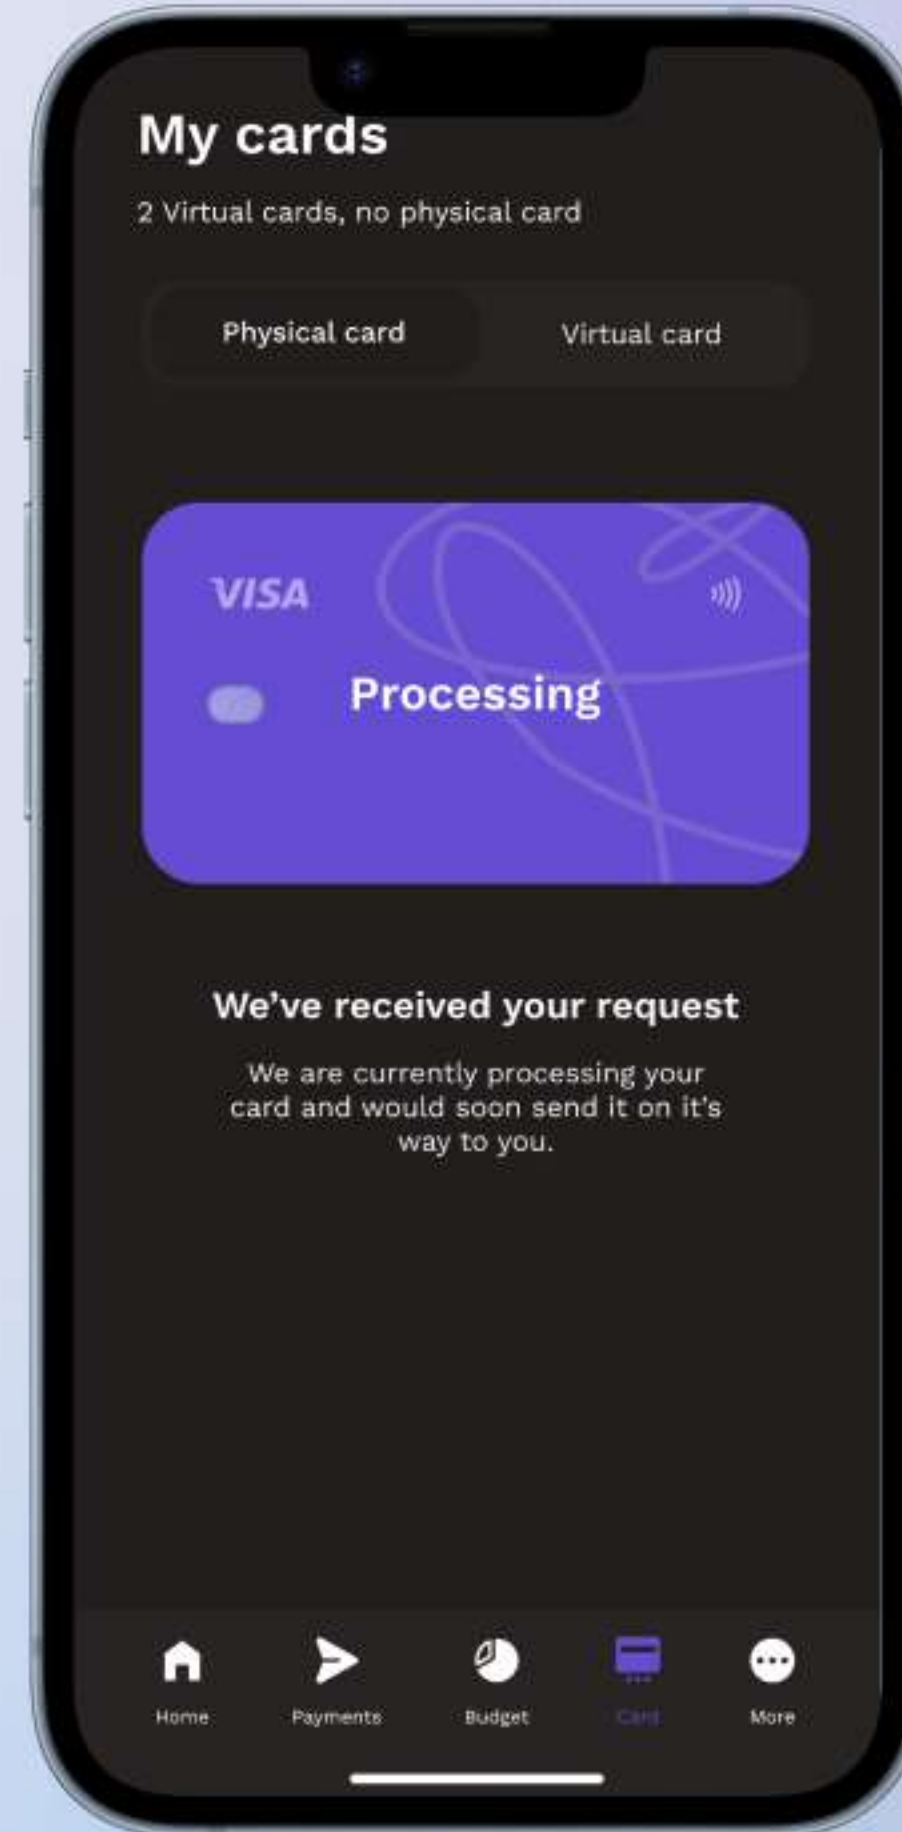 My cards
2 Virtual cards, no physical card
Physical card
Virtual card
VISA
Processing
We've received your request
We are currently processing your
card and would soon send it on it's
way to you.
Home
Payments
Budget
Card
More